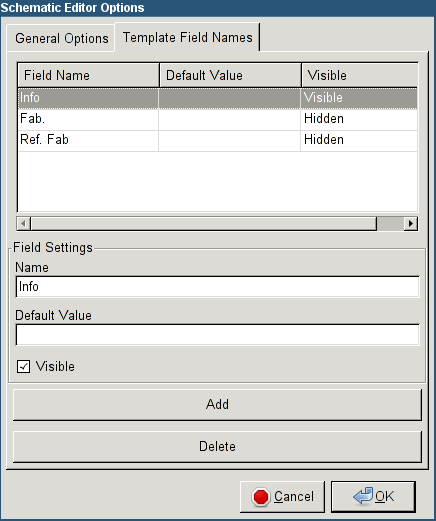 Schematic Editor Options
General Options Template Field Names
Field Name Default Value Visible
Info Visible
Fab. Hidden
Ref. Fab Hidden
Field Settings
Name
Info
Default Value
Visible
Add
Delete
Cancel OK